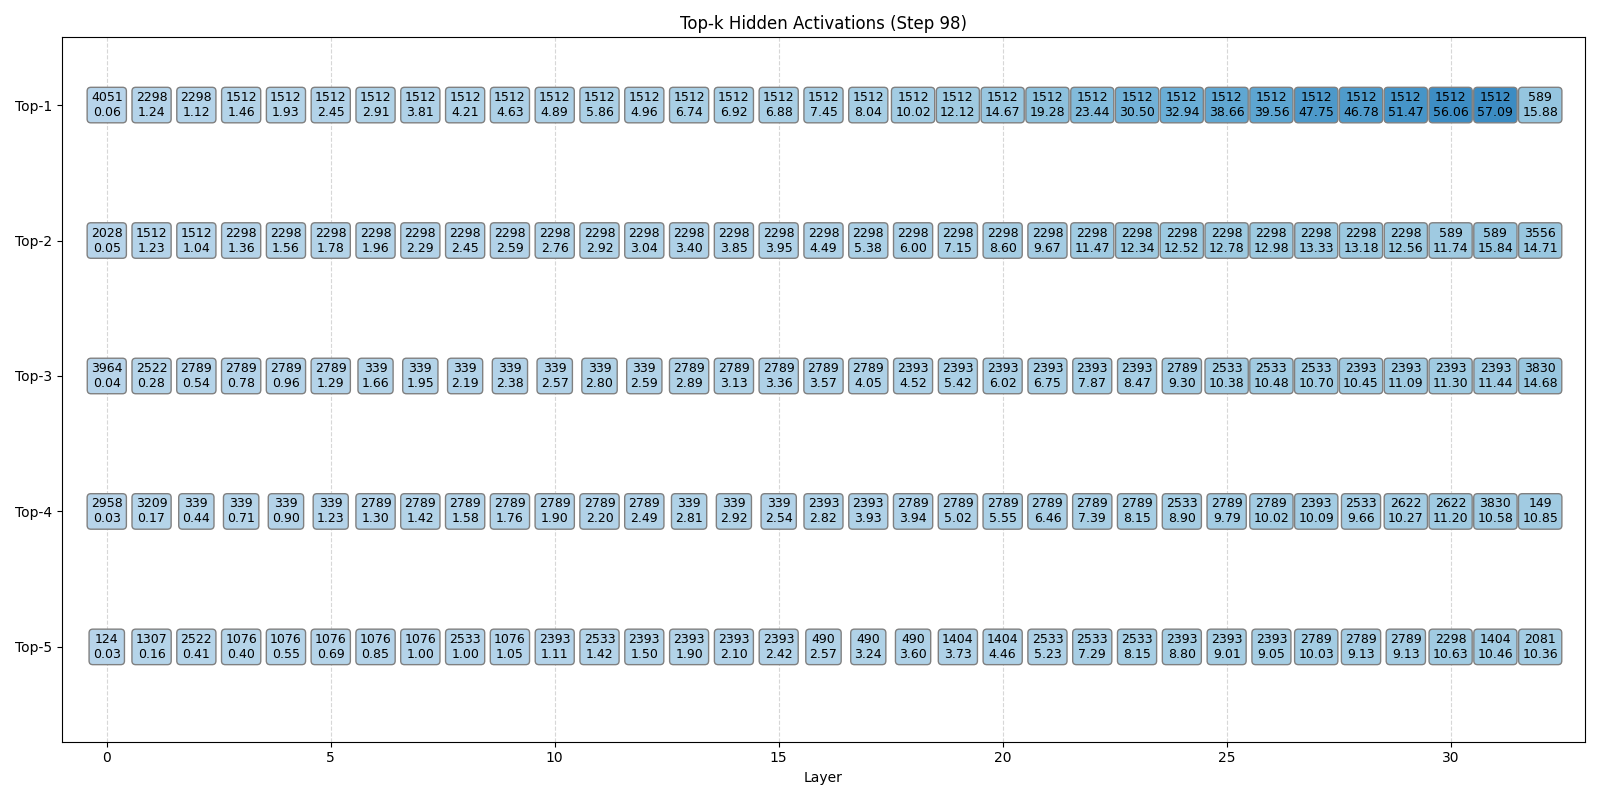 Top-k Hidden Activations (Step 98)
Top-1
4051 2298 2298 1512 1512 1512 1512 1512 1512 1512 1512 1512 1512 1512 1512 1512 1512 1512 1512 1512 1512 1512 1512 1512 1512 1512 1512 1512 1512 1512 1512 1512 589
0.06 1.24 1.12 1.46 1.93 2.45 2.91 3.81 4.21 4.63 4.89 5.86 4.96 6.74 6.92 6.88 7.45 8.04 10.02 12.12 14.67 19.28 23.44 30.50 32.94 38.66 39.56 47.75 46.78 51.47 56.06 57.09 15.88
Top-2
2028 1512 1512 2298 2298 2298 2298 2298 2298 2298 2298 2298 2298 2298 2298 2298 2298 2298 2298 2298 2298 2298 2298 2298 2298 2298 2298 2298 2298 2298 589 589 3556
0.05 1.23 1.04 1.36 1.56 1.78 1.96 2.29 2.45 2.59 2.76 2.92 3.04 3.40 3.85 3.95 4.49 5.38 6.00 7.15 8.60 9.67 11.47 12.34 12.52 12.78 12.98 13.33 13.18 12.56 11.74 15.84 14.71
Top-3
3964 2522 2789 2789 2789 2789 339 339 339 339 339 339 339 2789 2789 2789 2789 2789 2393 2393 2393 2393 2393 2393 2789 2533 2533 2533 2393 2393 2393 2393 3830
0.04 0.28 0.54 0.78 0.96 1.29 1.66 1.95 2.19 2.38 2.57 2.80 2.59 2.89 3.13 3.36 3.57 4.05 4.52 5.42 6.02 6.75 7.87 8.47 9.30 10.38 10.48 10.70 10.45 11.09 11.30 11.44 14.68
Top-4
2958 3209 339 339 339 339 2789 2789 2789 2789 2789 2789 2789 339 339 339 2393 2393 2789 2789 2789 2789 2789 2789 2533 2789 2789 2393 2533 2622 2622 3830 149
0.03 0.17 0.44 0.71 0.90 1.23 1.30 1.42 1.58 1.76 1.90 2.20 2.49 2.81 2.92 2.54 2.82 3.93 3.94 5.02 5.55 6.46 7.39 8.15 8.90 9.79 10.02 10.09 9.66 10.27 11.20 10.58 10.85
Top-5
124 1307 2522 1076 1076 1076 1076 1076 2533 1076 2393 2533 2393 2393 2393 2393 490 490 490 1404 1404 2533 2533 2533 2393 2393 2393 2789 2789 2789 2298 1404 2081
0.03 0.16 0.41 0.40 0.55 0.69 0.85 1.00 1.00 1.05 1.11 1.42 1.50 1.90 2.10 2.42 2.57 3.24 3.60 3.73 4.46 5.23 7.29 8.15 8.80 9.01 9.05 10.03 9.13 9.13 10.63 10.46 10.36
0 5 10 15 20 25 30
Layer